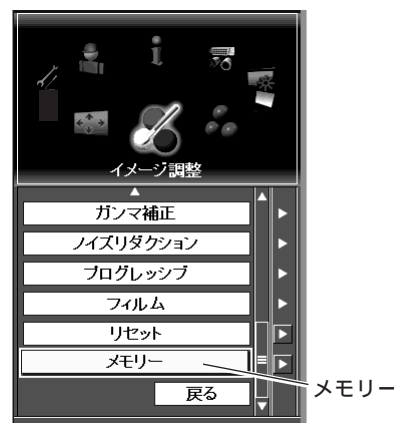 イメージ調整
ガンマ補正
ノイズリダクション
プログレッシブ
フィルム
リセット
メモリー
メモリー
戻る